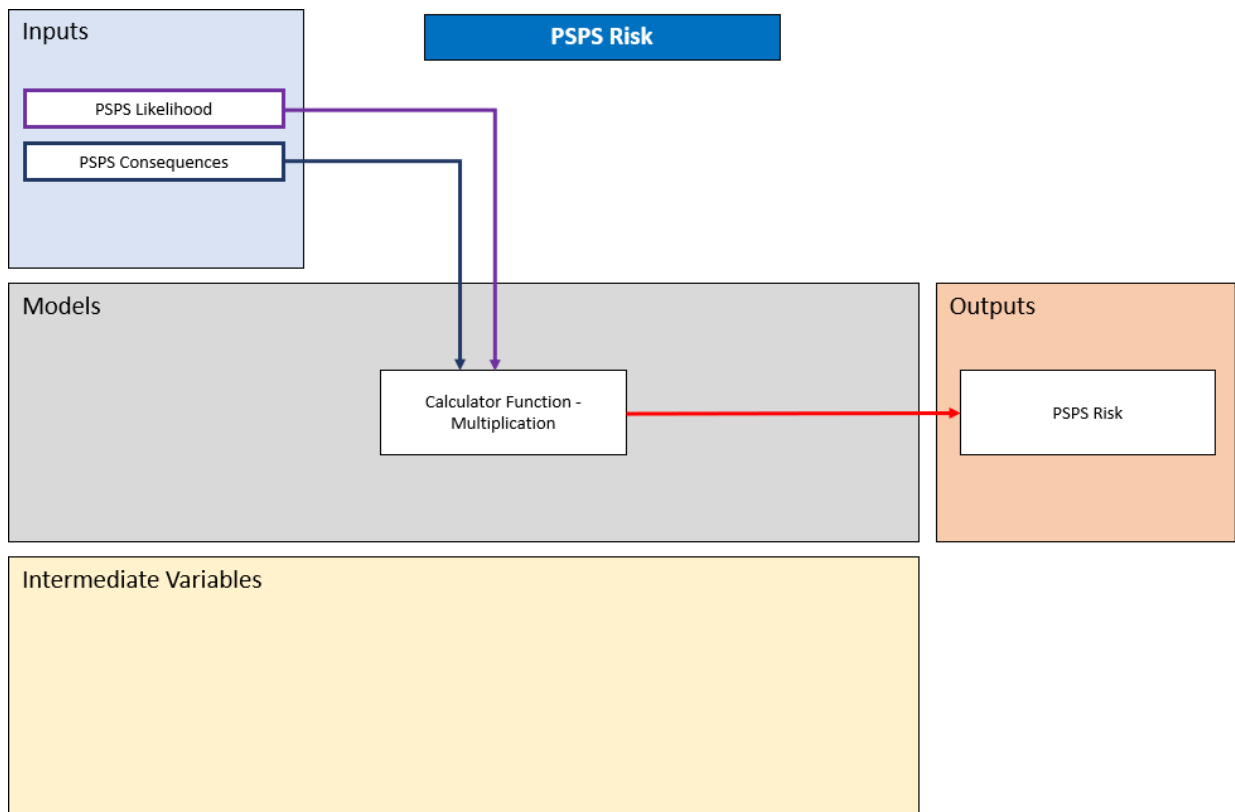 Inputs
PSPS Risk
PSPS Likelihood
PSPS Consequences
Models
Outputs
Calculator Function -
Multiplication
PSPS Risk
Intermediate Variables